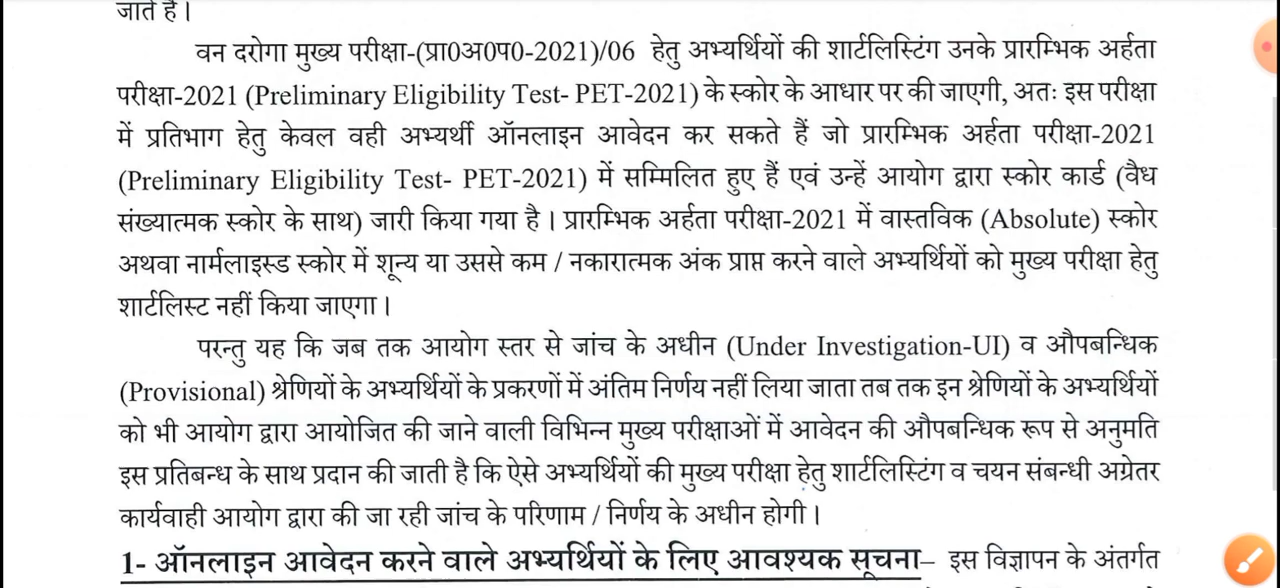 जाते हैं।
वन दरोगा मुख्य परीक्षा-(प्रा0अ0प0-2021)/06 हेतु अभ्यर्थियों की शार्टलिस्टिंग उनके प्रारम्भिक अर्हता
परीक्षा-2021 (Preliminary Eligibility Test- PET-2021) के स्कोर के आधार पर की जाएगी, अतः इस परीक्षा
में प्रतिभाग हेतु केवल वही अभ्यर्थी ऑनलाइन आवेदन कर सकते हैं जो प्रारम्भिक अर्हता परीक्षा-2021
(Preliminary Eligibility Test- PET-2021) में सम्मिलित हुए हैं एवं उन्हें आयोग द्वारा स्कोर कार्ड (वैध
संख्यात्मक स्कोर के साथ) जारी किया गया है। प्रारम्भिक अर्हता परीक्षा-2021 में वास्तविक (Absolute) स्कोर
अथवा नार्मलाइस्ड स्कोर में शून्य या उससे कम / नकारात्मक अंक प्राप्त करने वाले अभ्यर्थियों को मुख्य परीक्षा हेतु
शार्टलिस्ट नहीं किया जाएगा।
परन्तु यह कि जब तक आयोग स्तर से जांच के अधीन (Under Investigation-UI) व औपबन्धिक
(Provisional) श्रेणियों के अभ्यर्थियों के प्रकरणों में अंतिम निर्णय नहीं लिया जाता तब तक इन श्रेणियों के अभ्यर्थियों
को भी आयोग द्वारा आयोजित की जाने वाली विभिन्न मुख्य परीक्षाओं में आवेदन की औपबन्धिक रूप से अनुमति
इस प्रतिबन्ध के साथ प्रदान की जाती है कि ऐसे अभ्यर्थियों की मुख्य परीक्षा हेतु शार्टलिस्टिंग व चयन संबन्धी अग्रेतर
कार्यवाही आयोग द्वारा की जा रही जांच के परिणाम / निर्णय के अधीन होगी।
1- ऑनलाइन आवेदन करने वाले अभ्यर्थियों के लिए आवश्यक सूचना– इस विज्ञापन के अंतर्गत